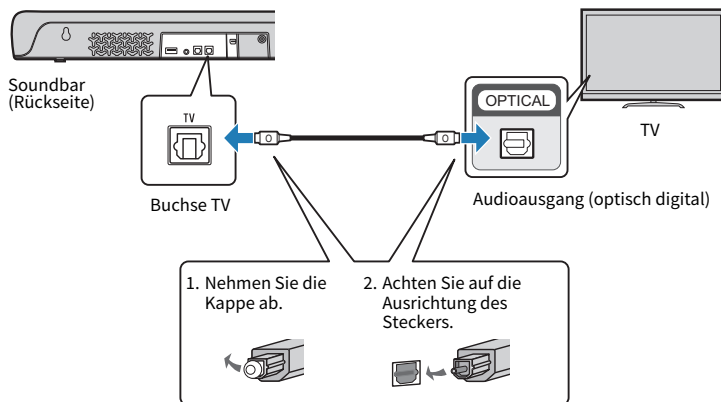 Soundbar
(Rückseite)
TV
Buchse TV
OPTICAL
TV
Audioausgang (optisch digital)
1. Nehmen Sie die
Kappe ab.
2. Achten Sie auf die
Ausrichtung des
Steckers.